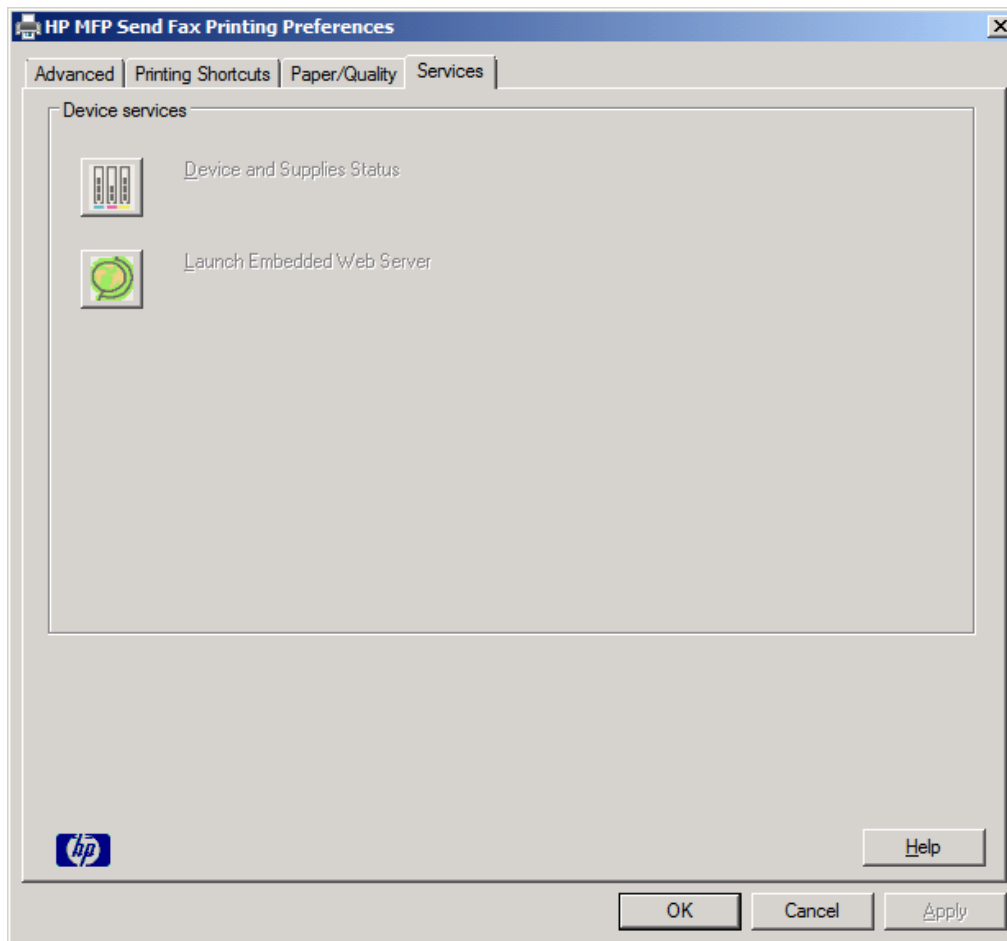 HP MFP Send Fax Printing Preferences
Advanced Printing Shortcuts Paper/Quality Services
Device services
Device and Supplies Status
Launch Embedded Web Server
hp
Help
OK Cancel Apply